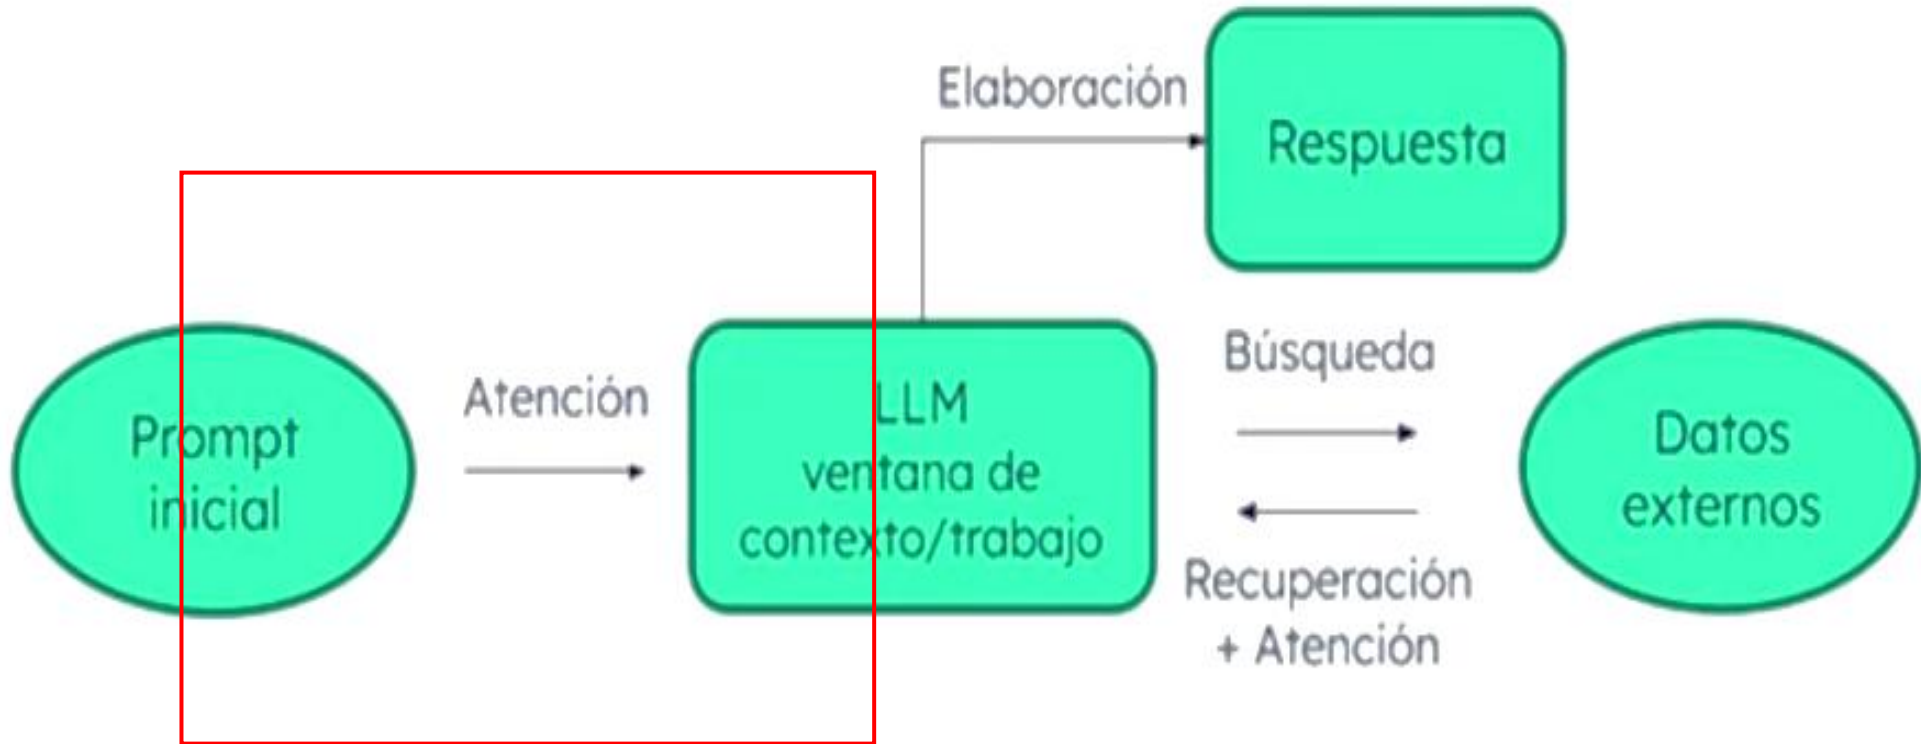 Elaboración
Respuesta
Prompt
inicial
Atención
LLM
ventana de
contexto/trabajo
Búsqueda
Recuperación
+ Atención
Datos
externos